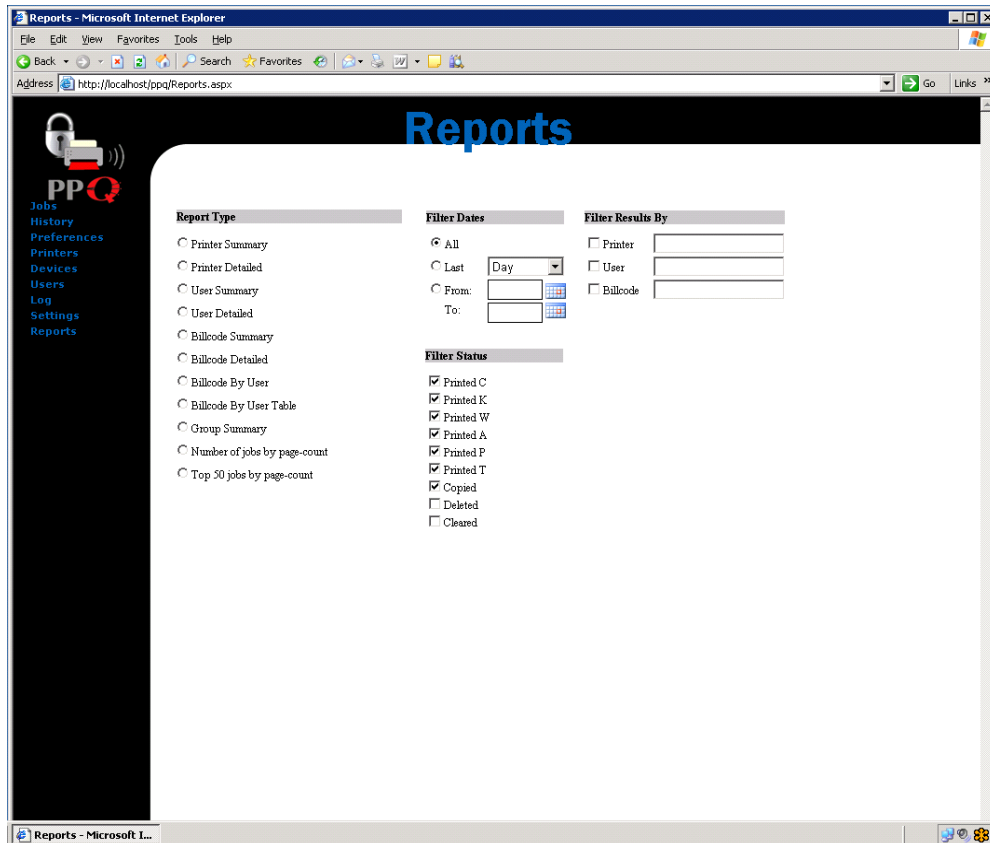 Reports - Microsoft Internet Explorer
File Edit View Favorites Tools Help
Back Search Favorites
Address http://localhost/ppq/Reports.aspx Go Links »
Reports
PPQ
Jobs
History
Preferences
Printers
Devices
Users
Log
Settings
Reports
Report Type
Printer Summary
Printer Detailed
User Summary
User Detailed
Billcode Summary
Billcode Detailed
Billcode By User
Billcode By User Table
Group Summary
Number of jobs by page-count
Top 50 jobs by page-count
Filter Dates
All
Last Day
From:
To:
Filter Status
Printed C
Printed K
Printed W
Printed A
Printed P
Printed T
Copied
Deleted
Cleared
Filter Results By
Printer
User
Billcode
Reports - Microsoft I...